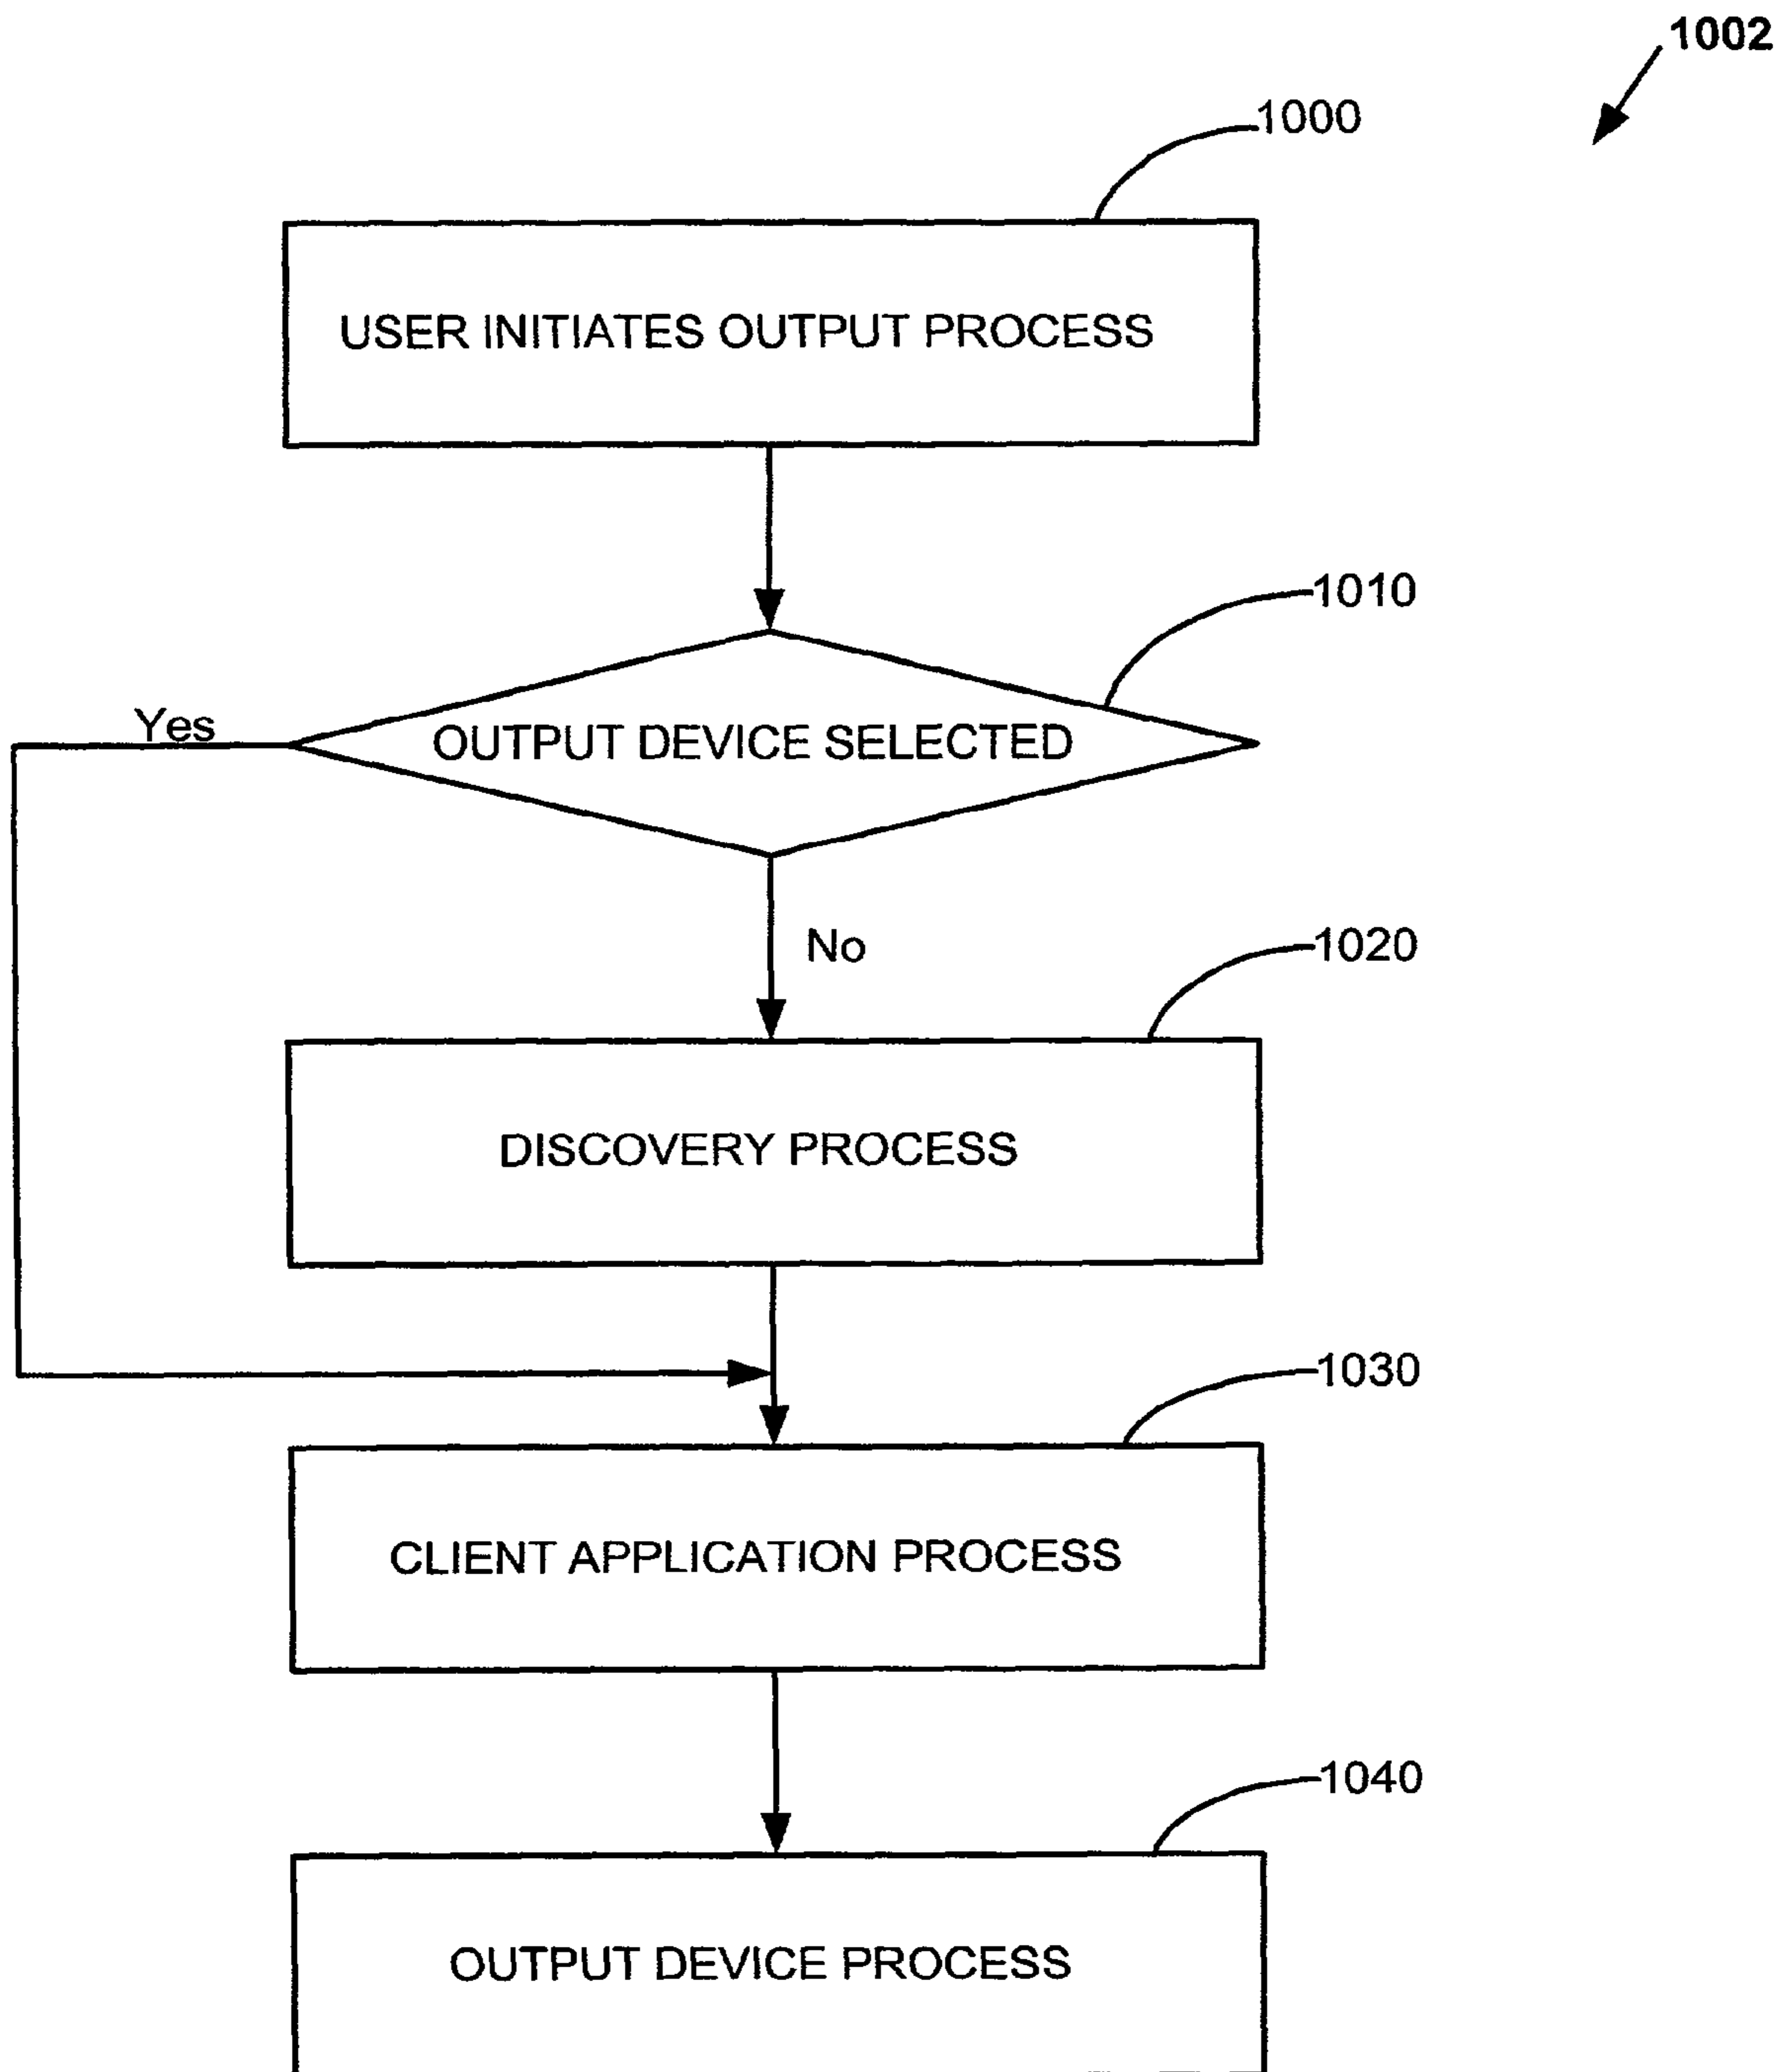 1002
1000
USER INITIATES OUTPUT PROCESS
1010
Yes
OUTPUT DEVICE SELECTED
No
1020
DISCOVERY PROCESS
1030
CLIENT APPLICATION PROCESS
1040
OUTPUT DEVICE PROCESS